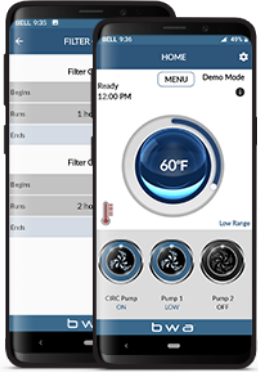 BELL 9:35
FILTER
Filter
Begins
Runs
1 ho
Ends
Filter
Begins
Runs
2 ho
Ends
bw
BELL 9:36
49%
HOME
MENU
Demo Mode
Ready
12:00 PM
60°F
Low Range
CIRC Pump
ON
Pump 1
LOW
Pump 2
OFF
bwa